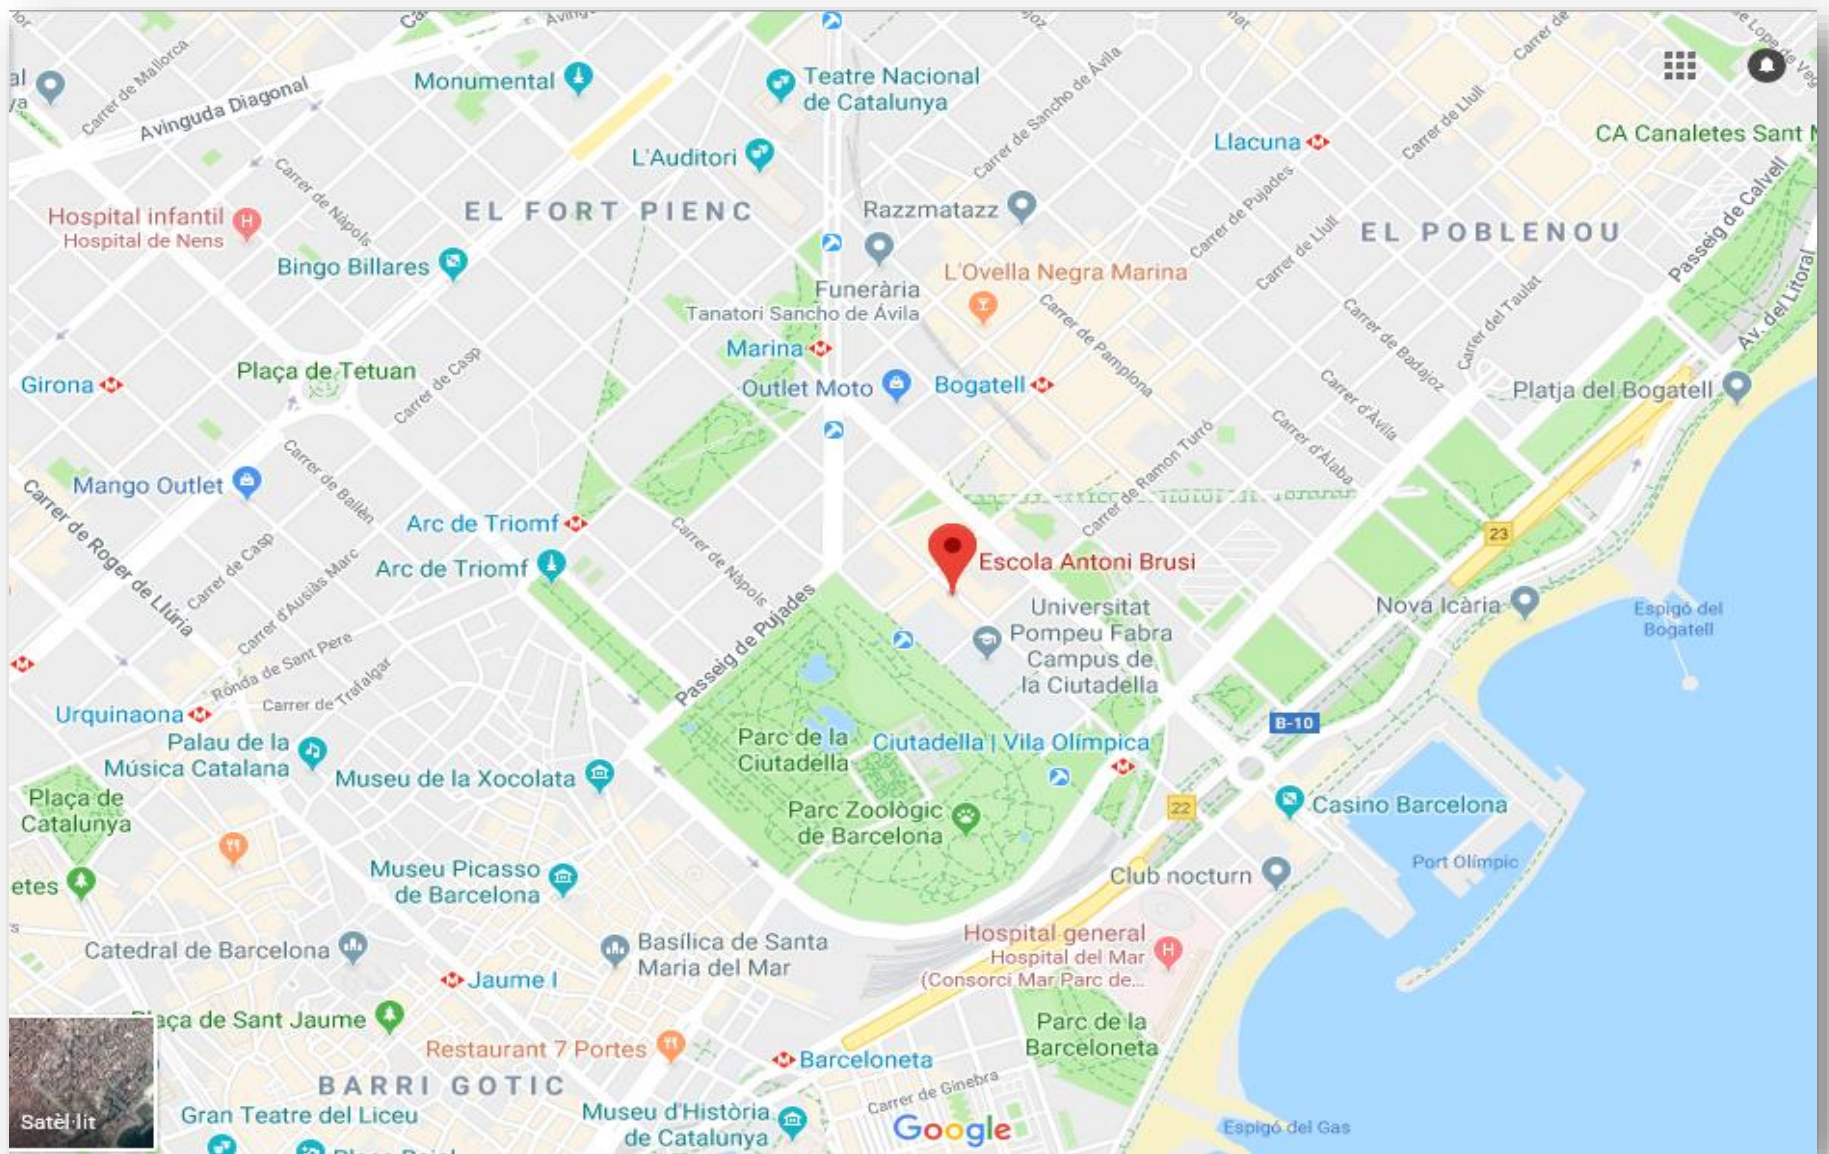 Avinguda Diagonal
Carrer de Mallorca
Monumental
Teatre Nacional
de Catalunya
L'Auditori
Carrer de Sancho de Ávila
Llacuna
Carrer de Llull
CA Canaletes Sant
Passeig de Calvell
Av. del Litoral
Hospital infantil
Hospital de Nens
Carrer de Nàpols
EL FORT PIENC
Razzmatazz
Carrer de Pujades
Carrer de Llull
EL POBLENOU
Bingo Billares
Funerària
Tanatori Sancho de Ávila
L'Ovella Negra Marina
Carrer de Pamplona
Carrer de Badajoz
Carrer del Taulat
Marina
Girona
Plaça de Tetuan
Carrer de Casp
Outlet Moto
Bogatell
Carrer d'Àvila
Platja del Bogatell
Carrer de Ramon Turró
Carrer d'Àlaba
Mango Outlet
Carrer de Bailèn
Carrer de Roger de Llúria
Carrer de Casp
Carrer d'Ausiàs Marc
Arc de Triomf
Arc de Triomf
Carrer de Nàpols
23
Escola Antoni Brusi
Passeig de Pujades
Universitat
Pompeu Fabra
Campus de
la Ciutadella
Nova Icària
Espigó del
Bogatell
Ronda de Sant Pere
Carrer de Trafalgar
Urquinaona
Palau de la
Música Catalana
Museu de la Xocolata
Parc de la
Ciutadella
Ciutadella | Vila Olímpica
B-10
Plaça de
Catalunya
Parc Zoològic
de Barcelona
22
Casino Barcelona
Port Olímpic
etes
Museu Picasso
de Barcelona
Club nocturn
Catedral de Barcelona
Basílica de Santa
Maria del Mar
Hospital general
Hospital del Mar
(Consorci Mar Parc de...
Jaume I
Plaça de Sant Jaume
Restaurant 7 Portes
Barceloneta
Parc de la
Barceloneta
BARRI GOTIC
Carrer de Ginebra
Gran Teatre del Liceu
Museu d'Història
de Catalunya
Google
Espigó del Gas
Satèl·lit